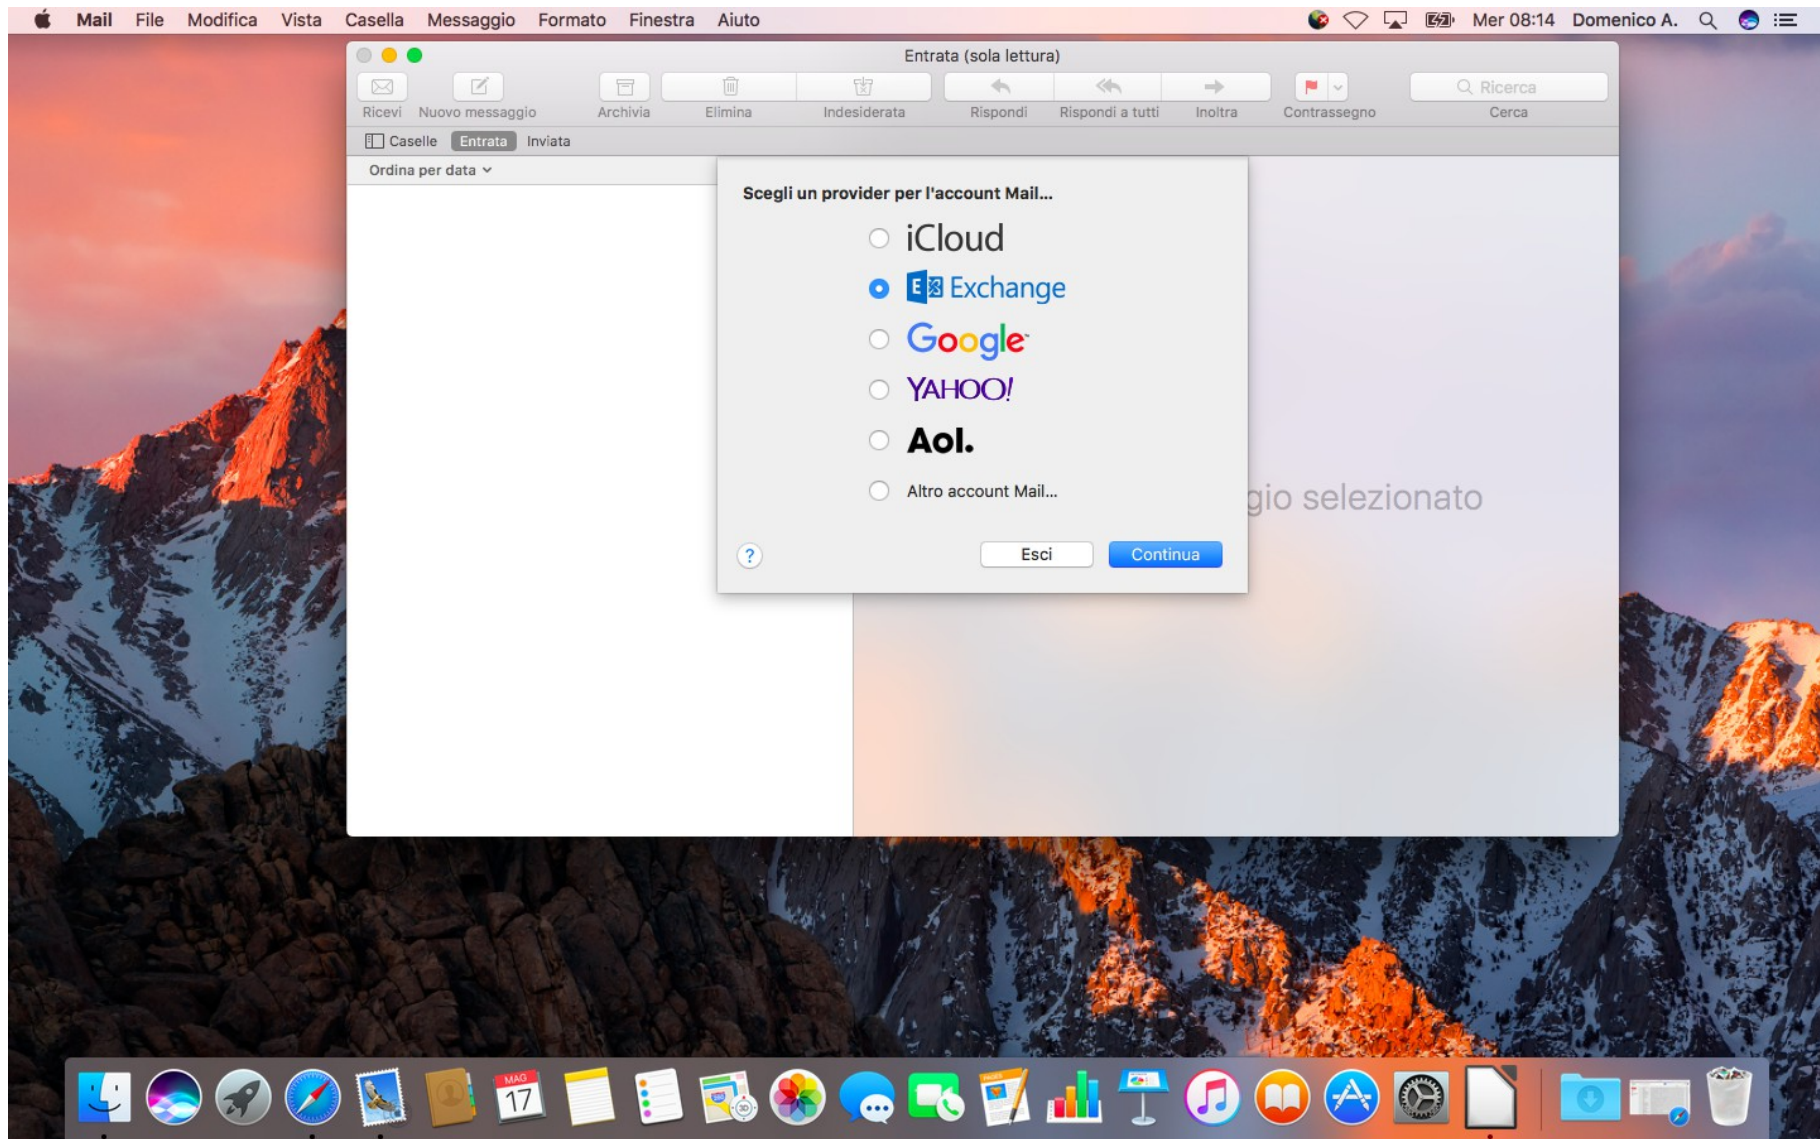 Mail File Modifica Vista Casella Messaggio Formato Finestra Aiuto Mer 08:14 Domenico A.
Entrata (sola lettura)
Ricerca
Ricevi Nuovo messaggio Archivia Elimina Indesiderata Rispondi Rispondi a tutti Inoltra Contrassegno Cerca
Caselle Entrata Inviata
Ordina per data
Scegli un provider per l'account Mail...
iCloud
E Exchange
Google
YAHOO!
Aol.
Altro account Mail...
gio selezionato
? Esci Continua
MAG
17
PAGES